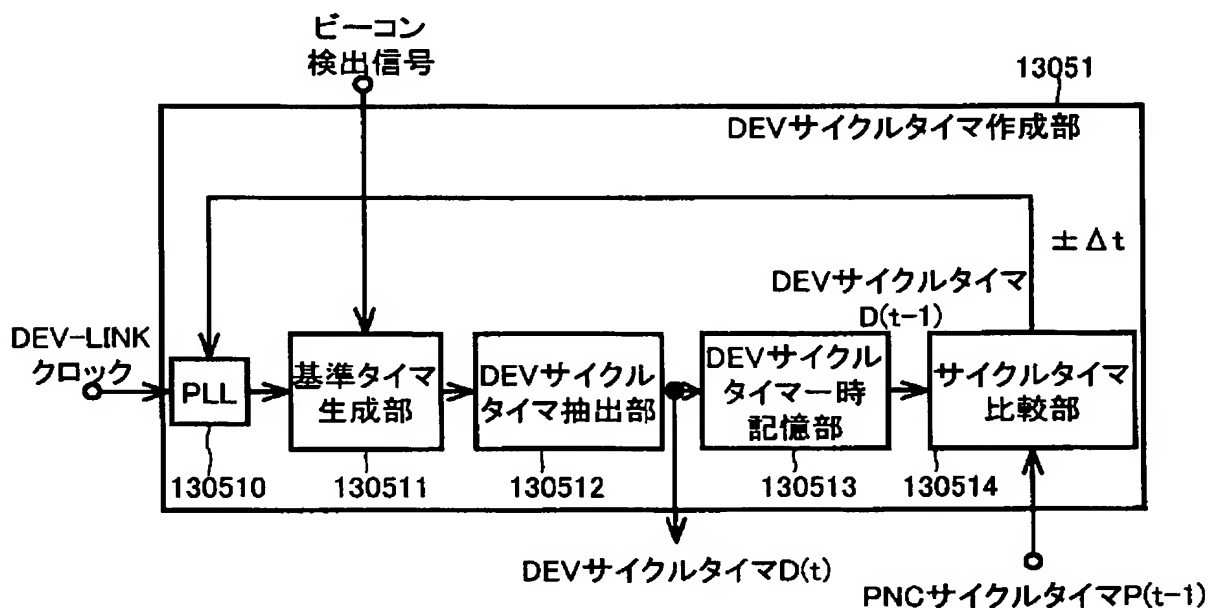 ビーコン
検出信号
13051
DEVサイクルタイマ作成部
±Δt
DEVサイクルタイマ
D(t-1)
DEV-LINK
クロック
PLL
基準タイマ
生成部
DEVサイクル
タイマ抽出部
DEVサイクル
タイマ一時
記憶部
サイクルタイマ
比較部
130510
130511
130512
130513
130514
DEVサイクルタイマD(t)
PNCサイクルタイマP(t-1)